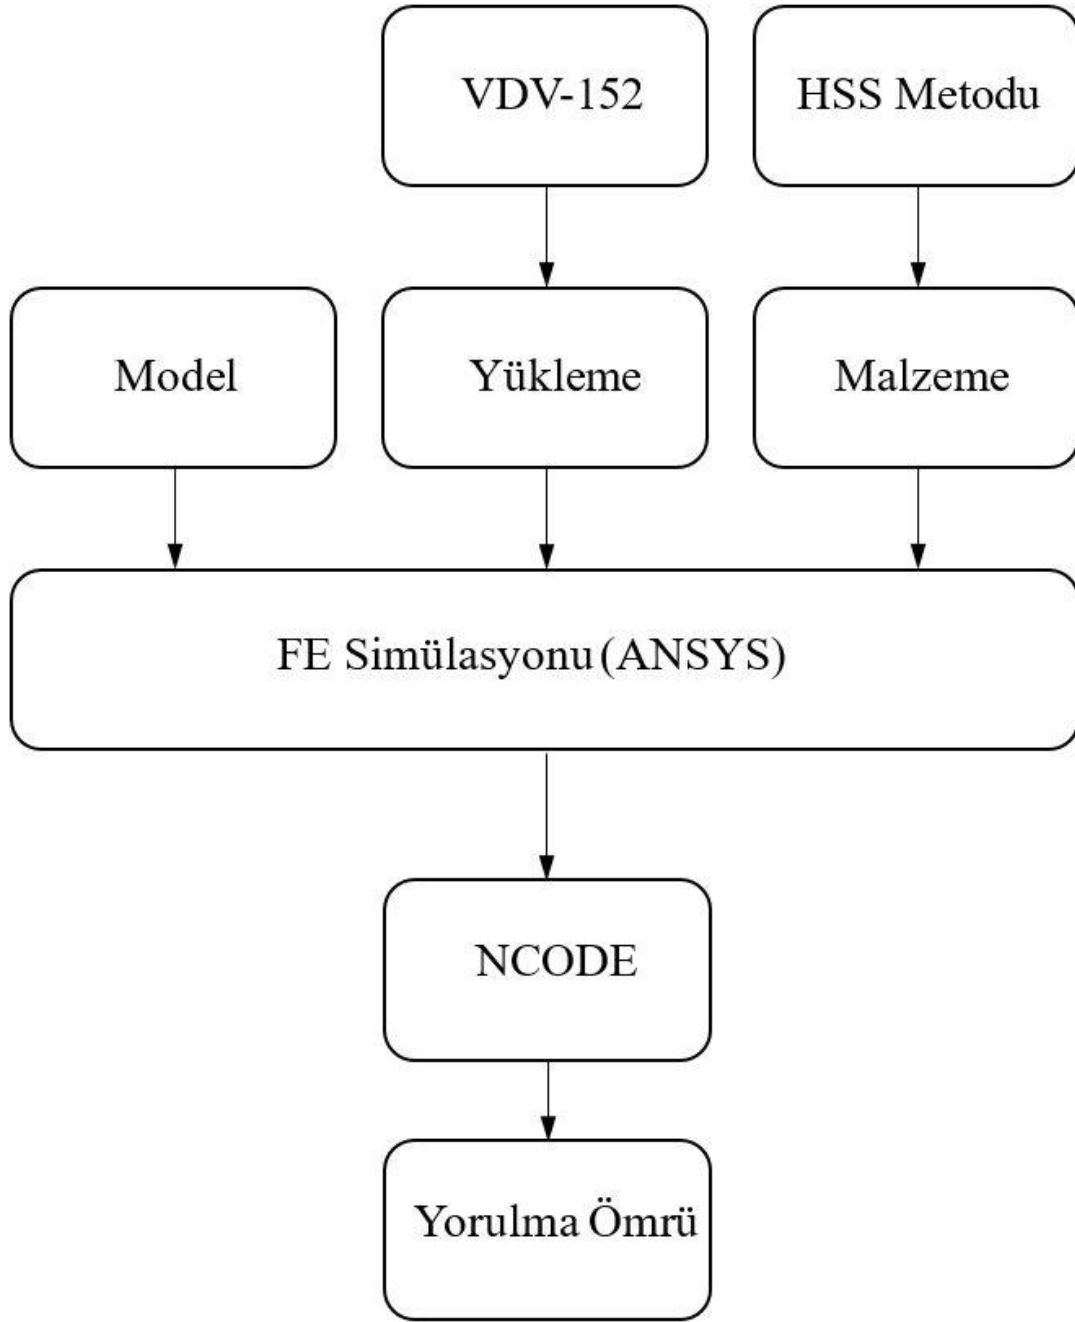 VDV-152
HSS Metodu
Model
Yükleme
Malzeme
FE Simülasyonu (ANSYS)
NCODE
Yorulma Ömrü